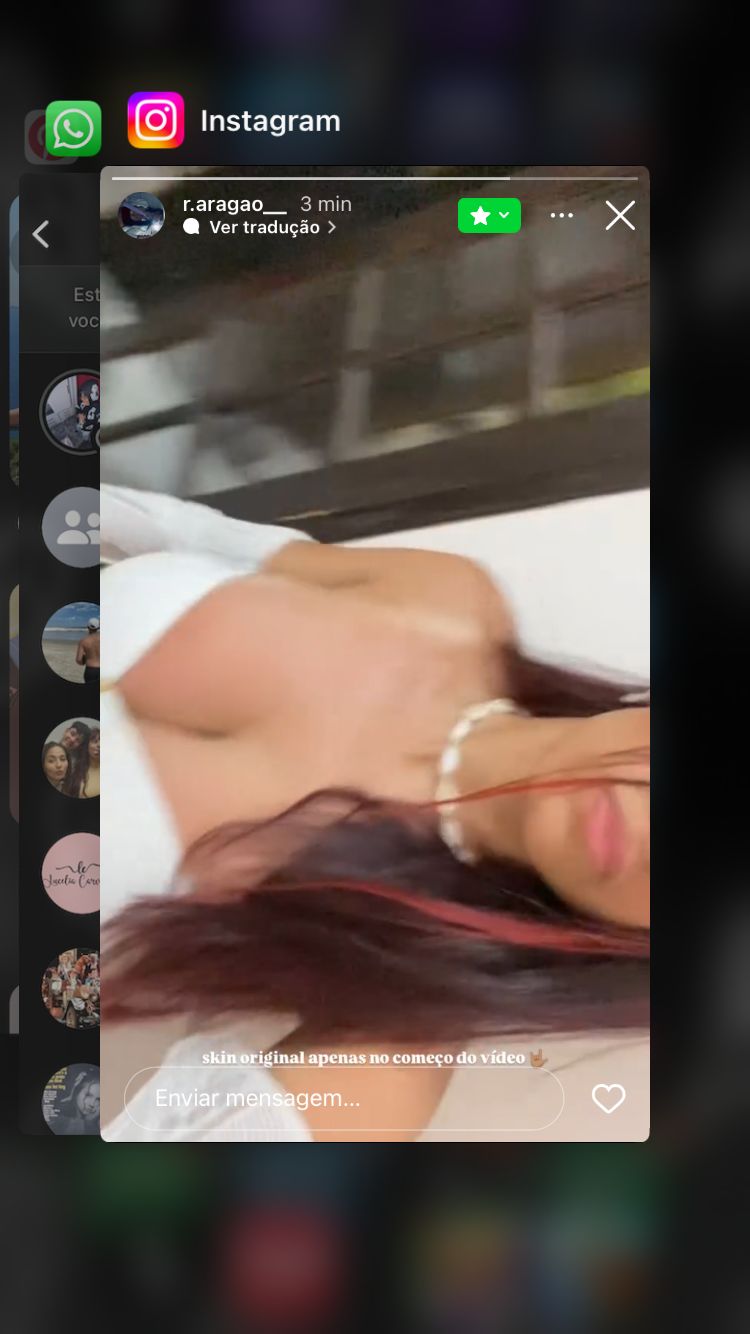 Instagram
r.aragao__ 3 min
Ver tradução
Est
voc
skin original apenas no começo do vídeo 🤟🏽
Enviar mensagem...